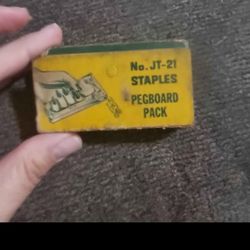 No. JT-21
STAPLES
PEGBOARD
PACK